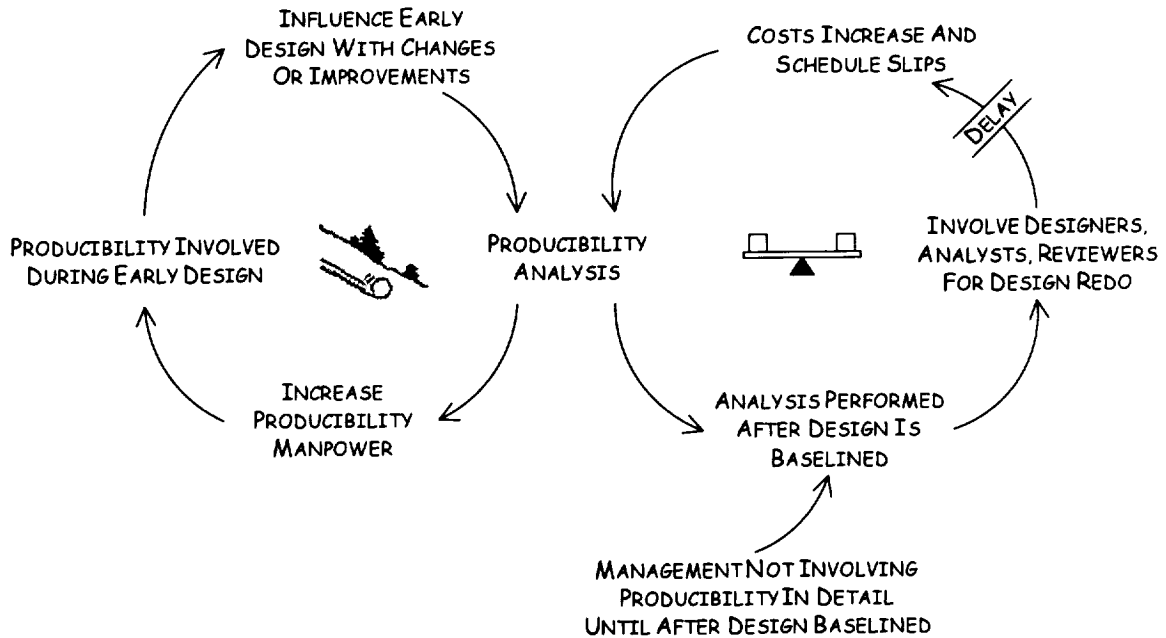 INFLUENCE EARLY
DESIGN WITH CHANGES
OR IMPROVEMENTS
COSTS INCREASE AND
SCHEDULE SLIPS
DELAY
PRODUCIBILITY INVOLVED
DURING EARLY DESIGN
PRODUCIBILITY
ANALYSIS
INVOLVE DESIGNERS,
ANALYSTS, REVIEWERS
FOR DESIGN REDO
INCREASE
PRODUCIBILITY
MANPOWER
ANALYSIS PERFORMED
AFTER DESIGN IS
BASELINED
MANAGEMENT NOT INVOLVING
PRODUCIBILITY IN DETAIL
UNTIL AFTER DESIGN BASELINED